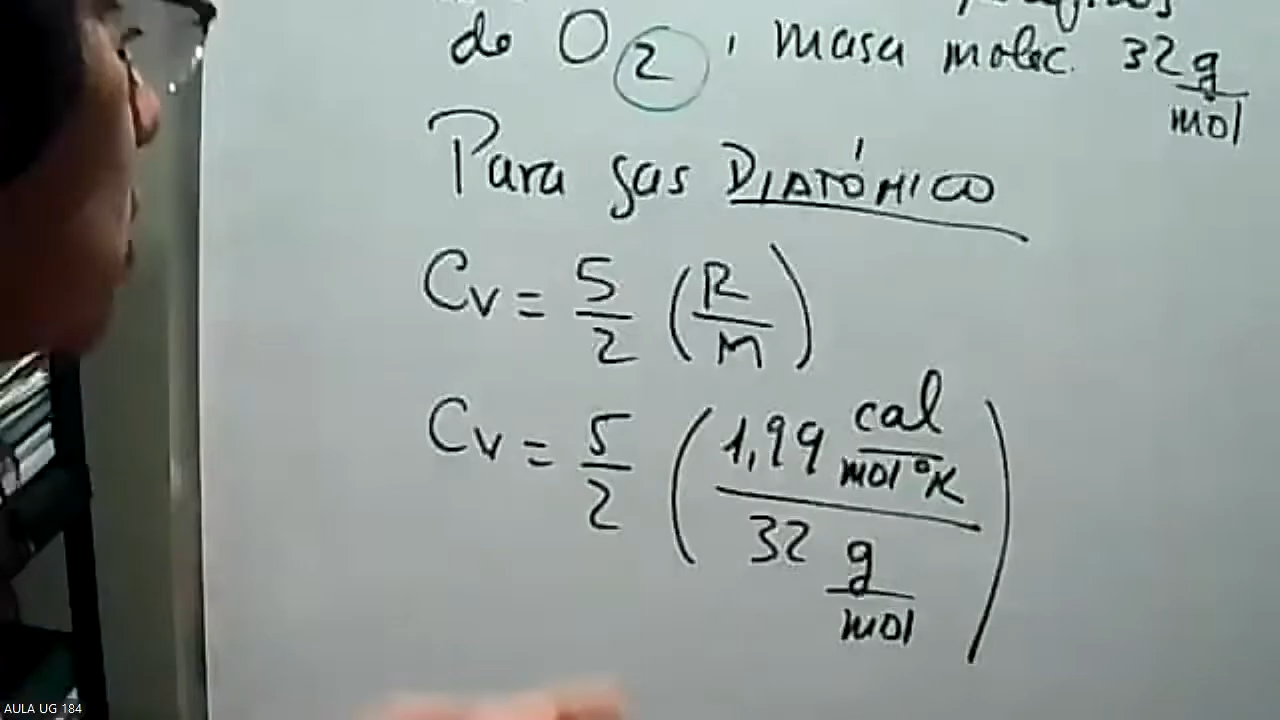 de O2, masa molec. 32 g/mol
Para gas DIATÓMICO
Cv = 5/2 (R/M)
Cv = 5/2 (1,99 cal/mol°K / 32 g/mol)
AULA UG 184